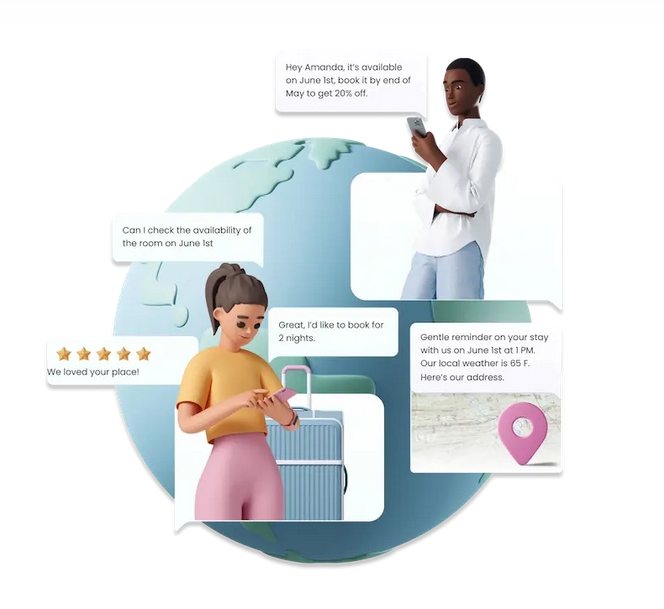 Hey Amanda, it's available
on June 1st, book it by end of
May to get 20% off.
Can I check the availability of
the room on June 1st
Great, I'd like to book for
2 nights.
We loved your place!
Gentle reminder on your stay
with us on June 1st at 1 PM.
Our local weather is 65 F.
Here's our address.